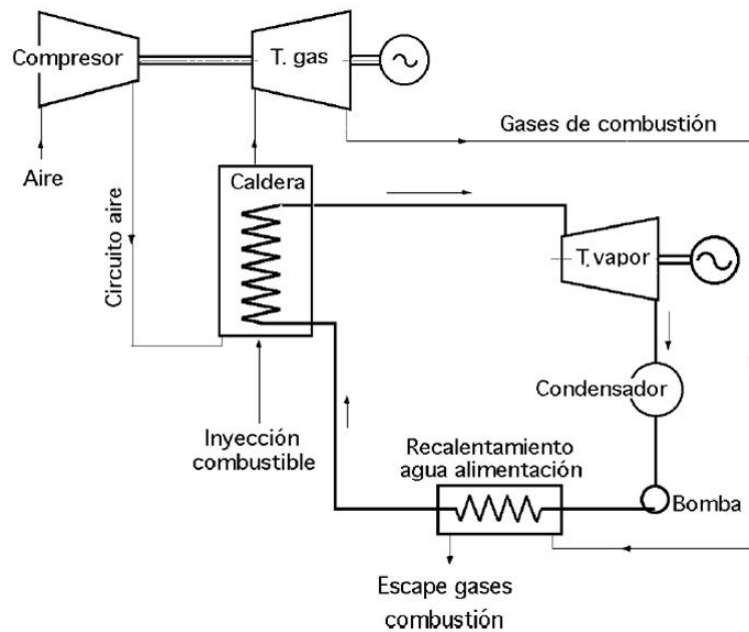 Compresor
T. gas
Gases de combustión
Aire
Caldera
Circuito aire
T. vapor
Condensador
Inyección
combustible
Recalentamiento
agua alimentación
Bomba
Escape gases
combustión